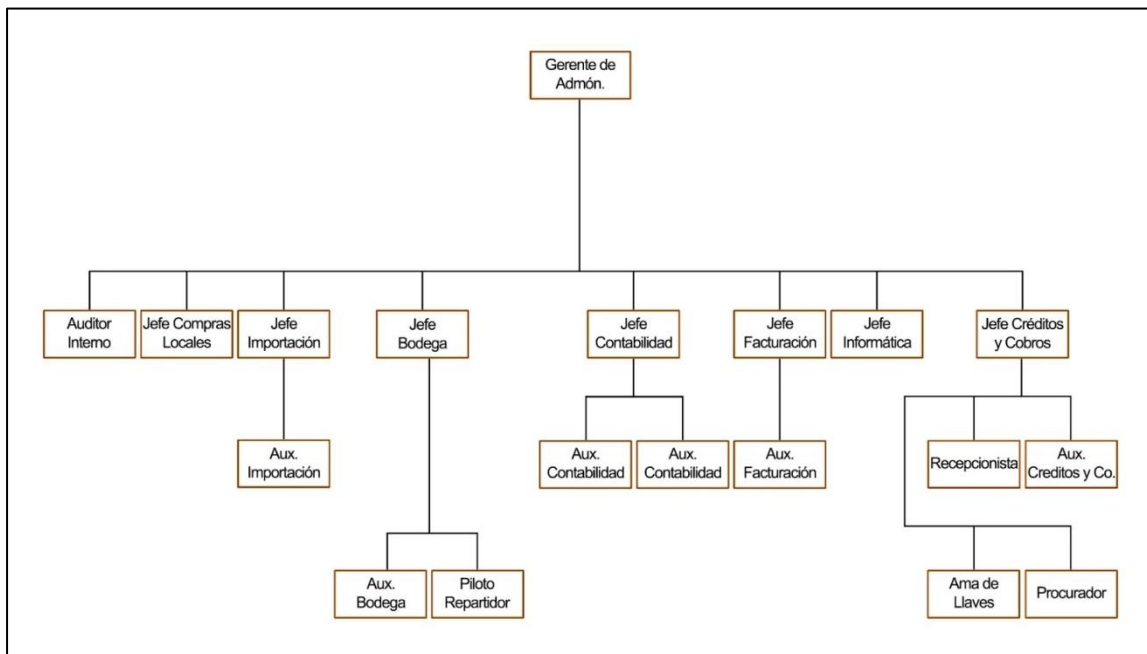 Gerente de
Admón.
Auditor
Interno
Jefe Compras
Locales
Jefe
Importación
Jefe
Bodega
Jefe
Contabilidad
Jefe
Facturación
Jefe
Informática
Jefe Créditos
y Cobros
Aux.
Importación
Aux.
Contabilidad
Aux.
Contabilidad
Aux.
Facturación
Recepcionista
Aux.
Creditos y Co.
Aux.
Bodega
Piloto
Repartidor
Ama de
Llaves
Procurador